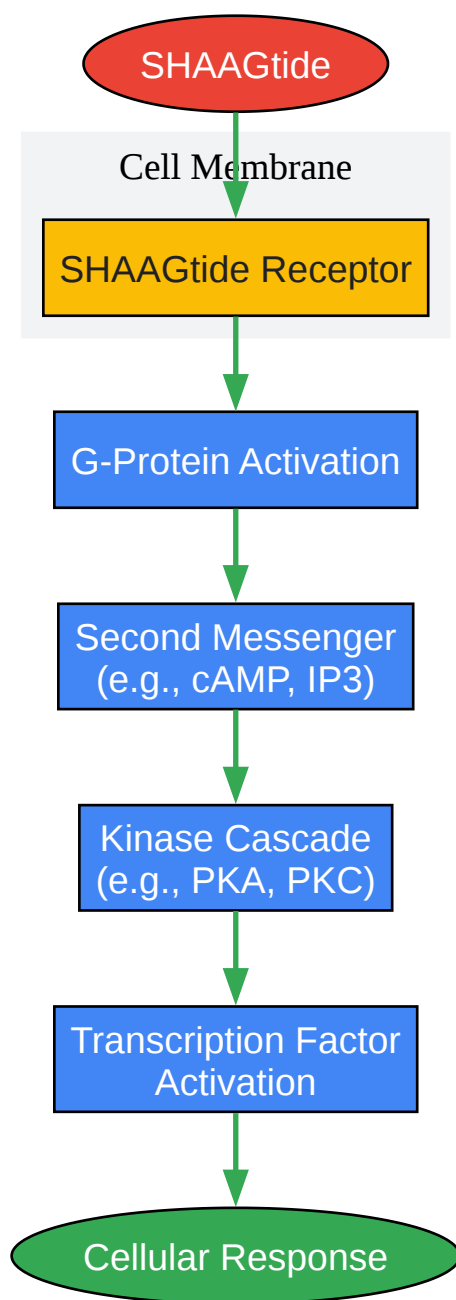 SHAAGtide
Cell Membrane
SHAAGtide Receptor
G-Protein Activation
Second Messenger
(e.g., cAMP, IP3)
Kinase Cascade
(e.g., PKA, PKC)
Transcription Factor
Activation
Cellular Response